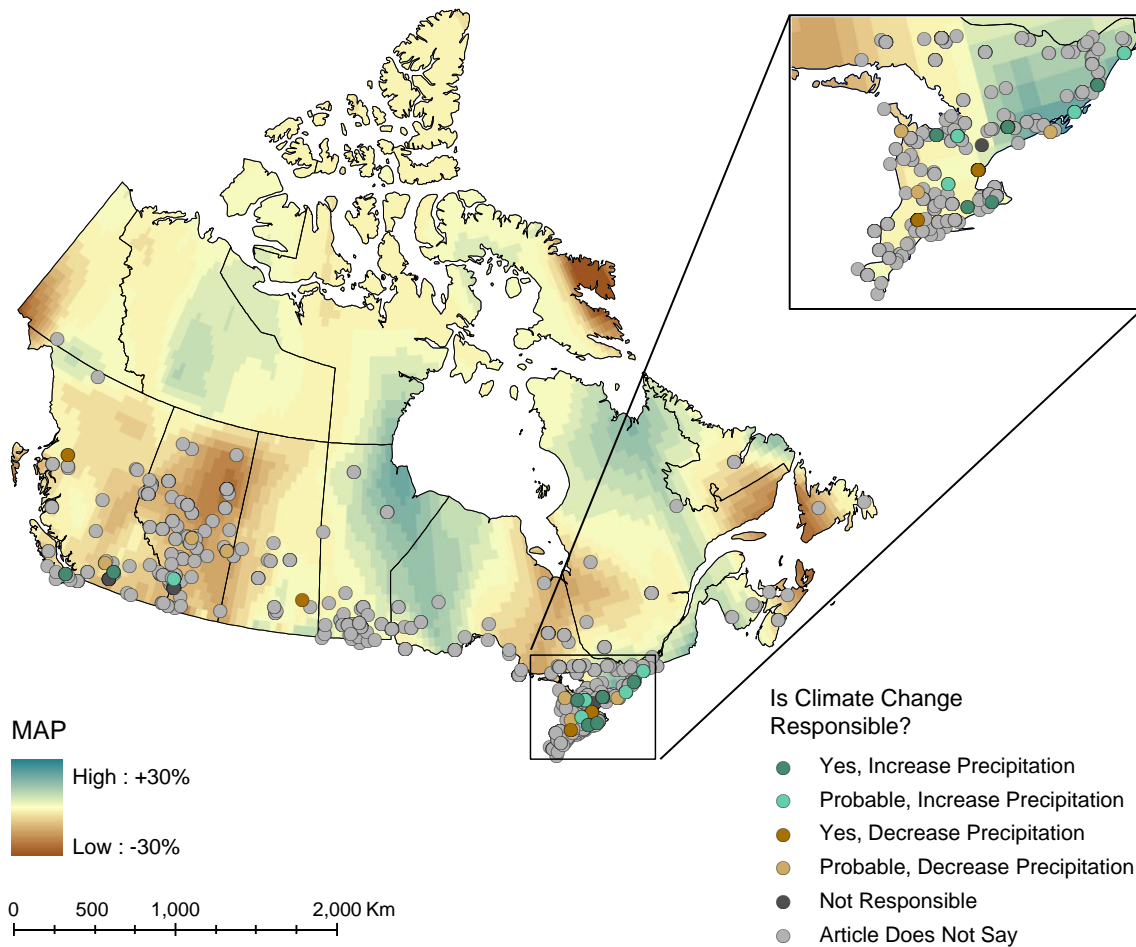 MAP
High : +30%
Low : -30%
0 500 1,000 2,000 Km
Is Climate Change
Responsible?
Yes, Increase Precipitation
Probable, Increase Precipitation
Yes, Decrease Precipitation
Probable, Decrease Precipitation
Not Responsible
Article Does Not Say